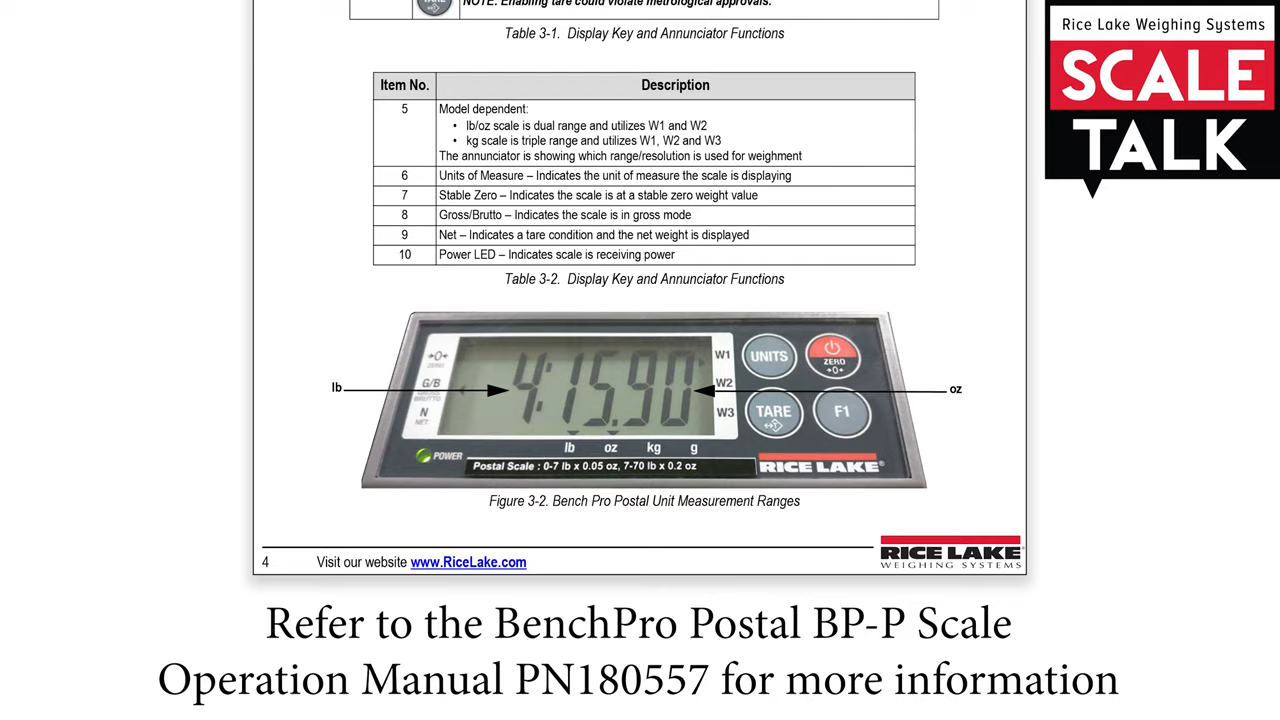 NOTE: Enabling tare could violate metrological approvals.
TARE
Table 3-1. Display Key and Annunciator Functions
Rice Lake Weighing Systems
SCALE
TALK
Item No. Description
5 Model dependent:
• lb/oz scale is dual range and utilizes W1 and W2
• kg scale is triple range and utilizes W1, W2 and W3
The annunciator is showing which range/resolution is used for weighment
6 Units of Measure – Indicates the unit of measure the scale is displaying
7 Stable Zero – Indicates the scale is at a stable zero weight value
8 Gross/Brutto – Indicates the scale is in gross mode
9 Net – Indicates a tare condition and the net weight is displayed
10 Power LED – Indicates scale is receiving power
Table 3-2. Display Key and Annunciator Functions
→0←
ZERO
G/B
GROSS
BRUTTO
N
NET
4:15.90
W1
W2
W3
UNITS
ZERO
→0←
TARE
T
F1
lb
oz
lb oz kg g
POWER
Postal Scale : 0-7 lb x 0.05 oz, 7-70 lb x 0.2 oz
RICE LAKE®
Figure 3-2. Bench Pro Postal Unit Measurement Ranges
4 Visit our website www.RiceLake.com
RICE LAKE®
WEIGHING SYSTEMS
Refer to the BenchPro Postal BP-P Scale
Operation Manual PN180557 for more information